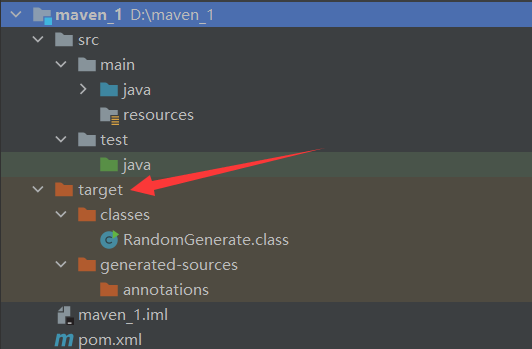 maven_1 D:\maven_1
src
main
java
resources
test
java
target
classes
RandomGenerate.class
generated-sources
annotations
maven_1.iml
pom.xml